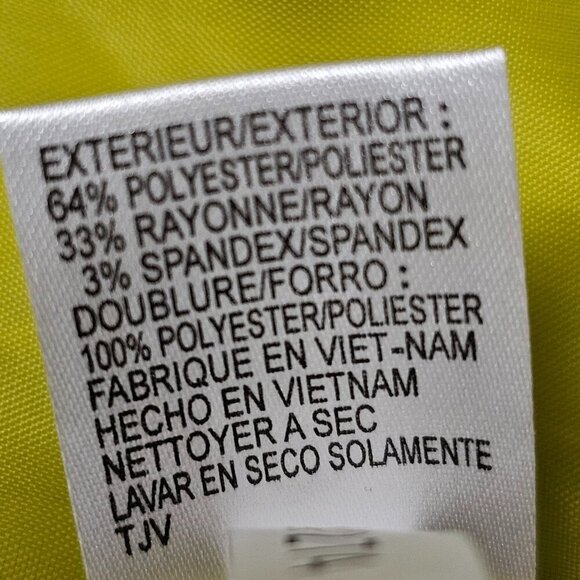 EXTERIEUR/EXTERIOR :
64% POLYESTER/POLIESTER
33% RAYONNE/RAYON
3% SPANDEX/SPANDEX
DOUBLURE/FORRO :
100% POLYESTER/POLIESTER
FABRIQUE EN VIET-NAM
HECHO EN VIETNAM
NETTOYER A SEC
LAVAR EN SECO SOLAMENTE
TJV